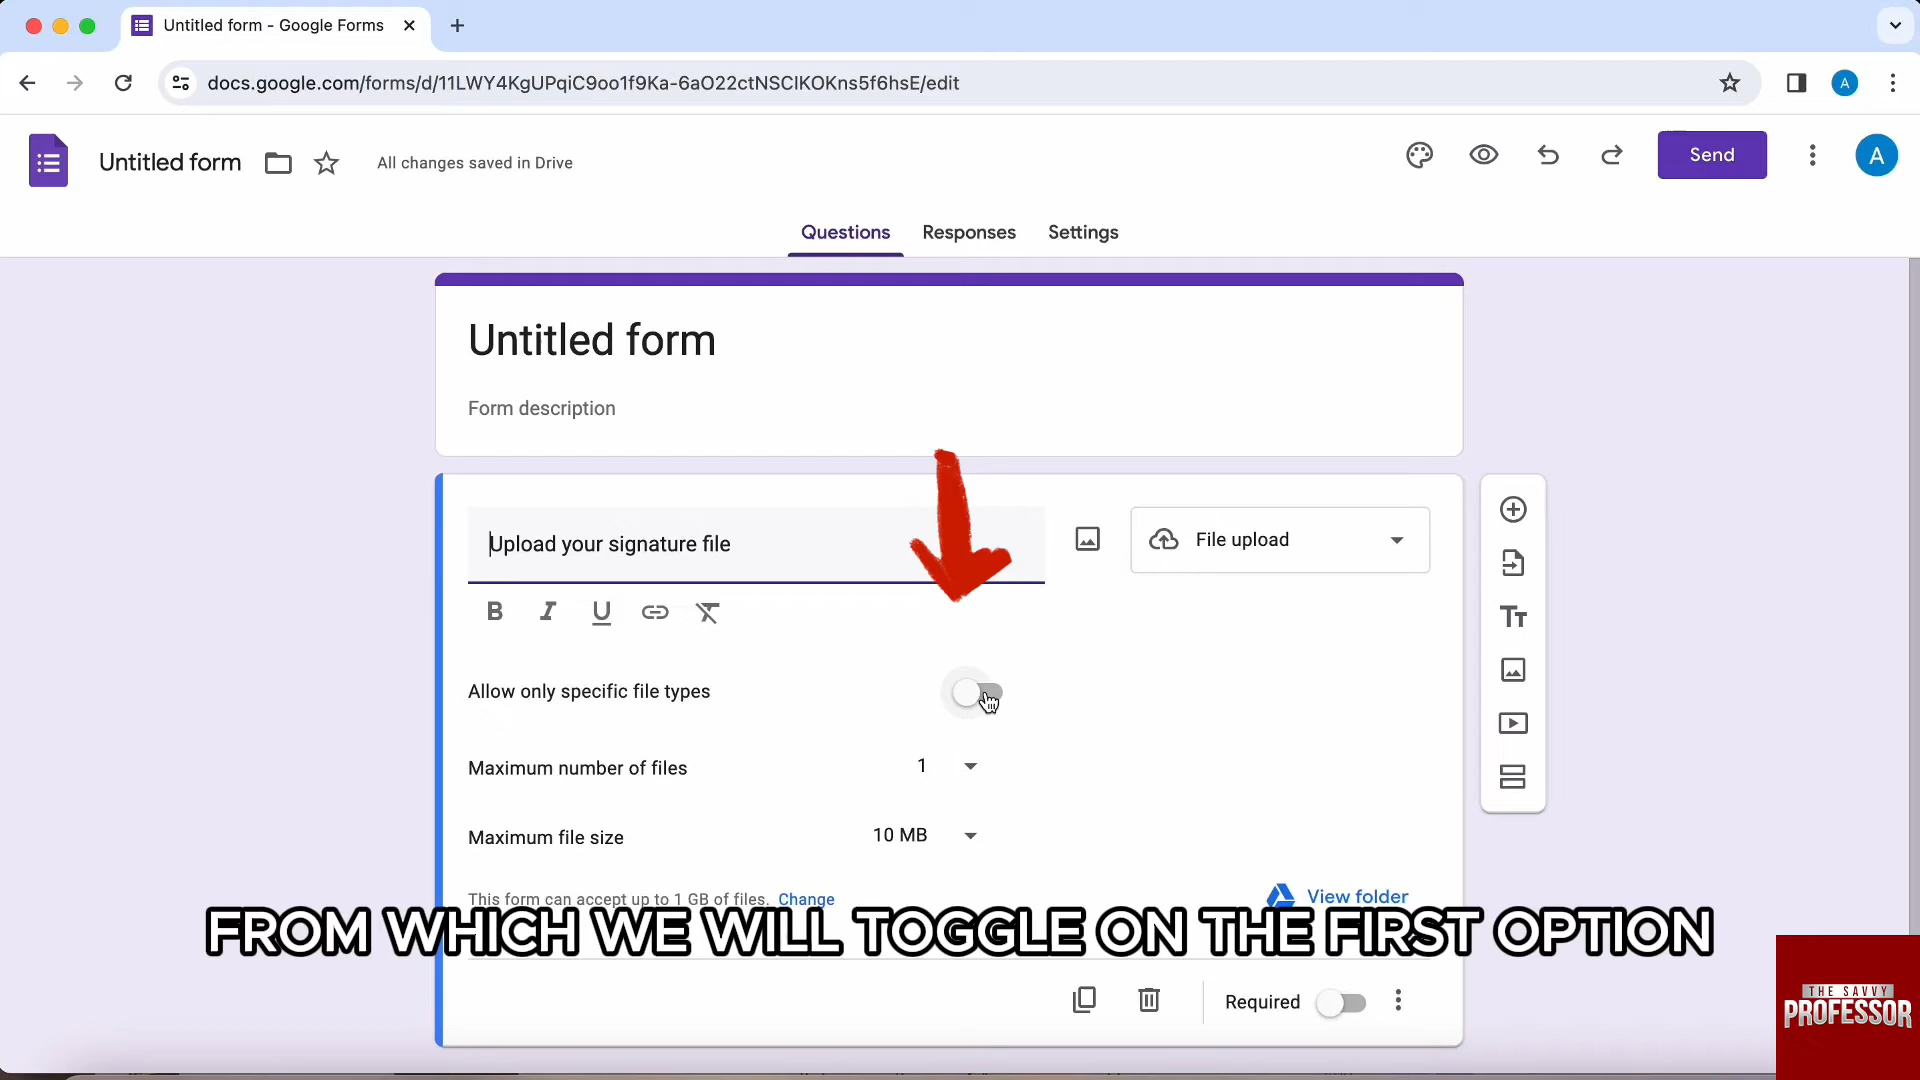 Untitled form - Google Forms
docs.google.com/forms/d/11LWY4KgUPqiC9oo1f9Ka-6aO22ctNSCIKOKns5f6hsE/edit
A
Untitled form
All changes saved in Drive
Send
A
Questions
Responses
Settings
Untitled form
Form description
Upload your signature file
File upload
B I U
Tт
Allow only specific file types
Maximum number of files
1
Maximum file size
10 MB
This form can accept up to 1 GB of files. Change
View folder
FROM WHICH WE WILL TOGGLE ON THE FIRST OPTION
Required
THE SAVVY
PROFESSOR